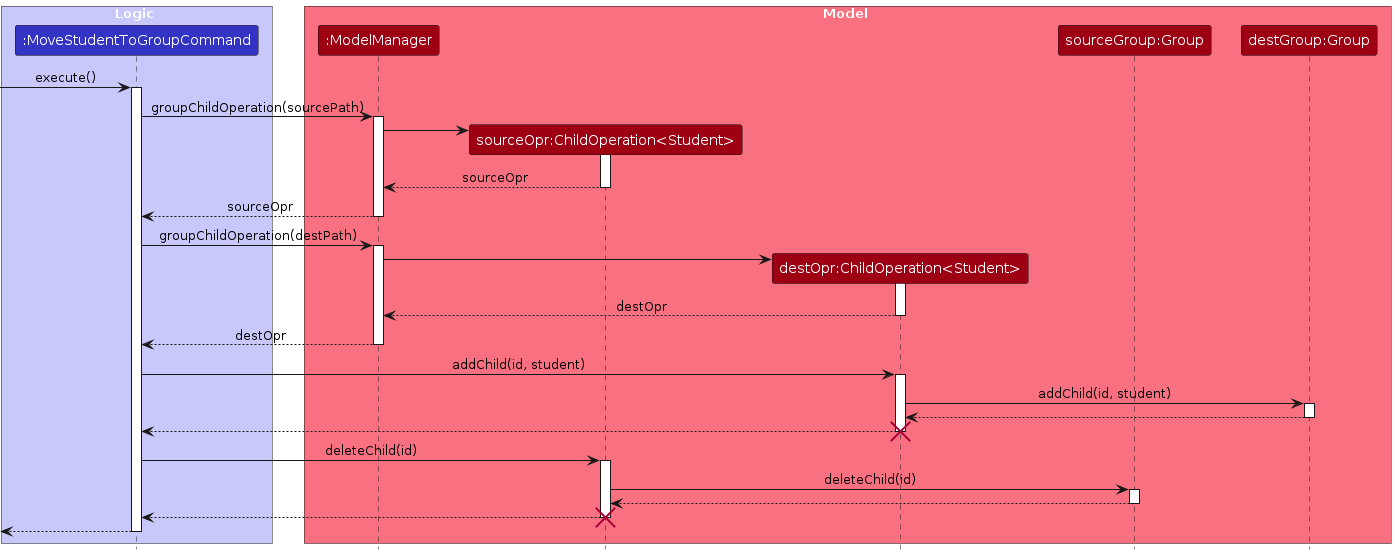 Logic
Model
:MoveStudentToGroupCommand
:ModelManager
sourceGroup:Group
destGroup:Group
execute()
groupChildOperation(sourcePath)
sourceOpr:ChildOperation<Student>
sourceOpr
sourceOpr
groupChildOperation(destPath)
destOpr:ChildOperation<Student>
destOpr
destOpr
addChild(id, student)
addChild(id, student)
deleteChild(id)
deleteChild(id)